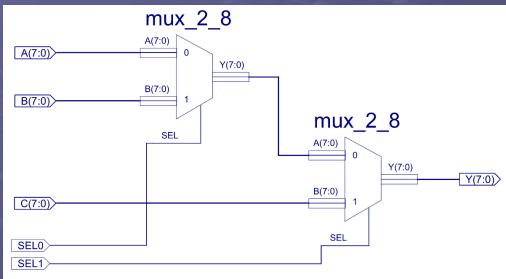 mux_2_8
A(7:0)
A(7:0)
0
Y(7:0)
B(7:0)
B(7:0)
1
SEL
mux_2_8
A(7:0)
0
Y(7:0)
Y(7:0)
B(7:0)
C(7:0)
1
SEL
SEL0
SEL1